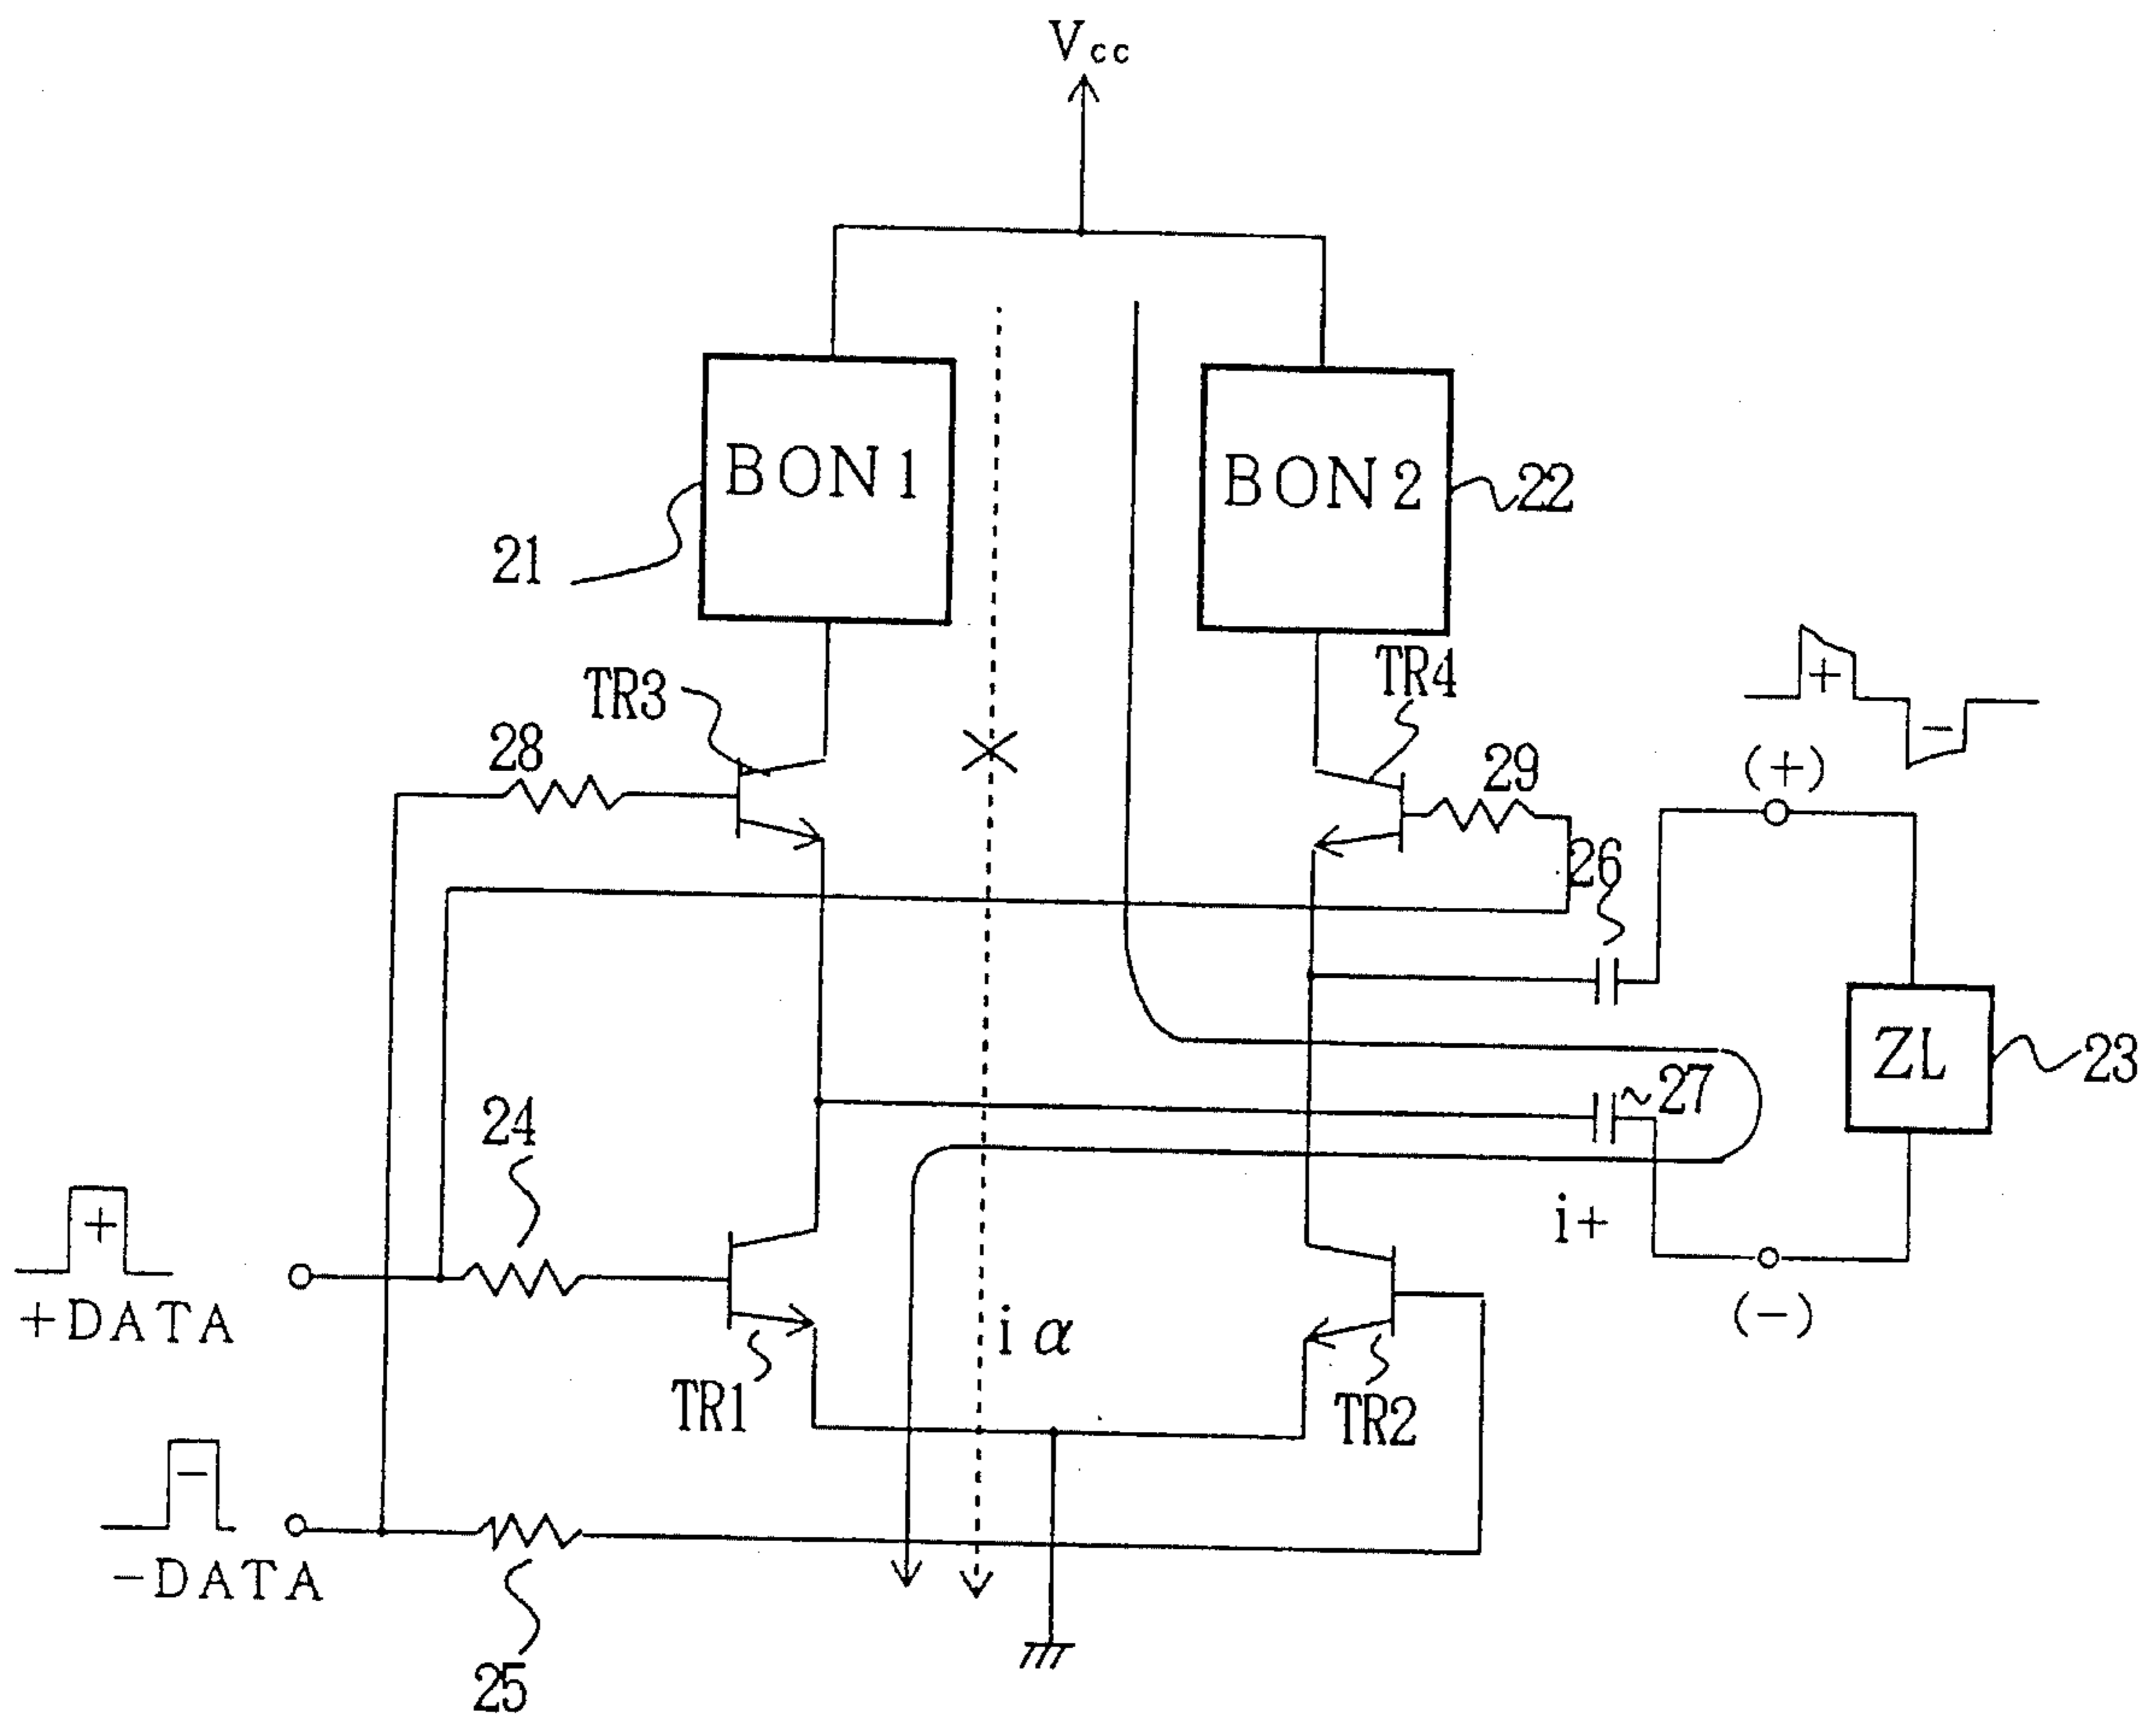 Vcc
BON1
BON2
22
21
TR3
TR4
28
29
+
-
(+)
26
ZL
23
24
27
+
i+
+DATA
iα
(-)
TR1
TR2
-
-DATA
25